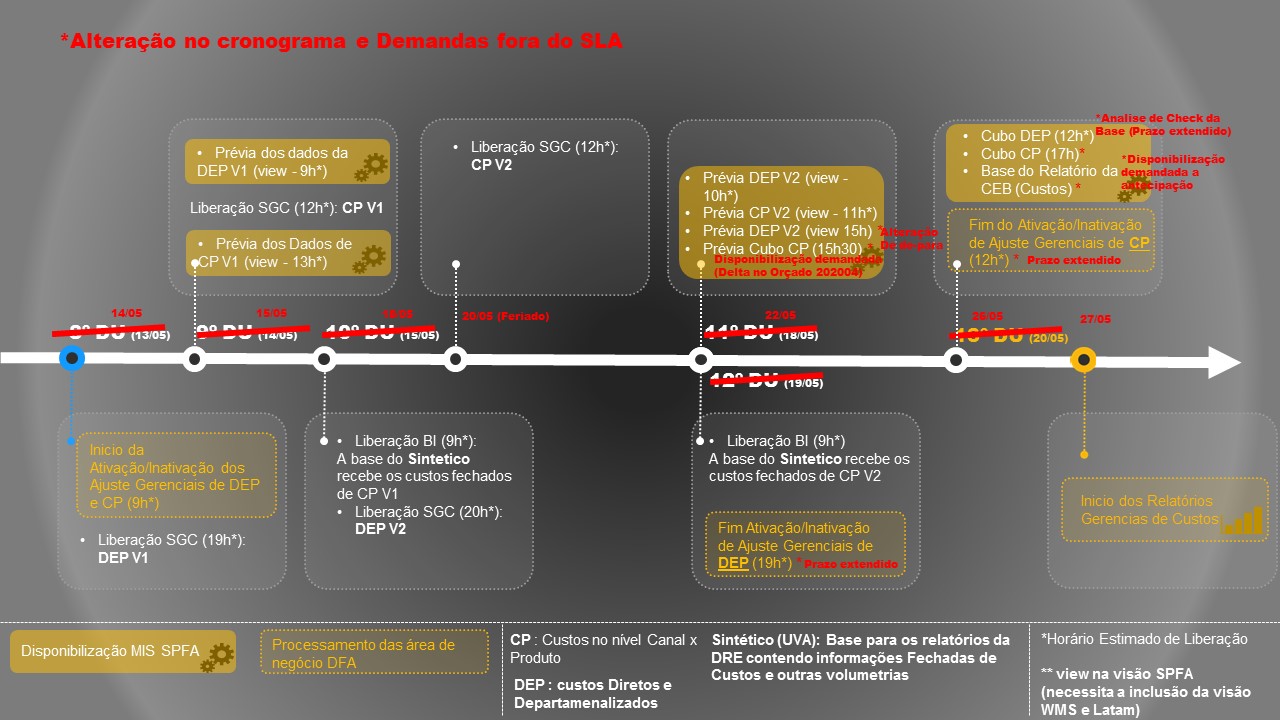 *Alteração no cronograma e Demandas fora do SLA
• Prévia dos dados da
DEP V1 (view - 9h*)
Liberação SGC (12h*): CP V1
• Prévia dos Dados de
CP V1 (view - 13h*)
• Liberação SGC (12h*):
CP V2
• Prévia DEP V2 (view -
10h*)
• Prévia CP V2 (view - 11h*)
• Prévia DEP V2 (view 15h) *
• Prévia Cubo CP (15h30) *
Alteração
De-para
Disponibilização demandada
(Delta no Orçado 202004)
• Cubo DEP (12h*)
• Cubo CP (17h)*
• Base do Relatório da
CEB (Custos) *
*Analise de Check da
Base (Prazo extendido)
*Disponibilização
demandada a
antecipação
Fim do Ativação/Inativação
de Ajuste Gerenciais de CP
(12h*) * Prazo extendido
14/05
DU (13/05)
15/05
9º DU (14/05)
18/05
10º DU (15/05)
20/05 (Feriado)
22/05
11º DU (18/05)
12º DU (19/05)
26/05
13º DU (20/05)
27/05
Inicio da
Ativação/Inativação dos
Ajuste Gerenciais de DEP
e CP (9h*)
• Liberação SGC (19h*):
DEP V1
• Liberação BI (9h*):
A base do Sintetico
recebe os custos fechados
de CP V1
• Liberação SGC (20h*):
DEP V2
• Liberação BI (9h*)
A base do Sintetico recebe os
custos fechados de CP V2
Fim Ativação/Inativação
de Ajuste Gerenciais de
DEP (19h*) * Prazo extendido
Inicio dos Relatórios
Gerencias de Custos
Disponibilização MIS SPFA
Processamento das área de
negócio DFA
CP : Custos no nível Canal x
Produto
DEP : custos Diretos e
Departamenalizados
Sintético (UVA): Base para os relatórios da
DRE contendo informações Fechadas de
Custos e outras volumetrias
*Horário Estimado de Liberação
** view na visão SPFA
(necessita a inclusão da visão
WMS e Latam)